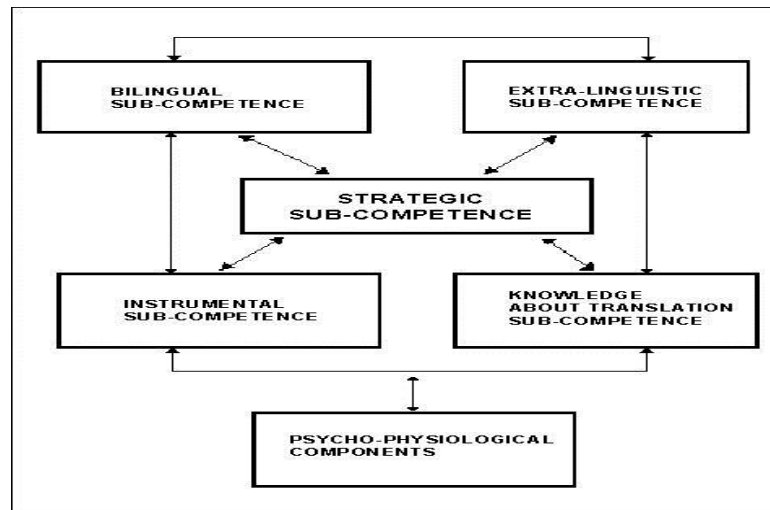 BILINGUAL
SUB-COMPETENCE
EXTRA-LINGUISTIC
SUB-COMPETENCE
STRATEGIC
SUB-COMPETENCE
INSTRUMENTAL
SUB-COMPETENCE
KNOWLEDGE
ABOUT TRANSLATION
SUB-COMPETENCE
PSYCHO-PHYSIOLOGICAL
COMPONENTS